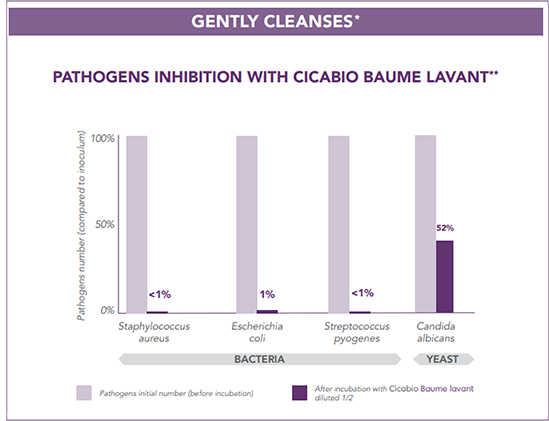 GENTLY CLEANSES*
PATHOGENS INHIBITION WITH CICABIO BAUME LAVANT**
Pathogens number (compared to inoculum)
100%
50%
0%
<1%
1%
<1%
52%
Staphylococcus
aureus
Escherichia
coli
Streptococcus
pyogenes
Candida
albicans
BACTERIA
YEAST
Pathogens initial number (before incubation)
After incubation with Cicabio Baume lavant
diluted 1/2